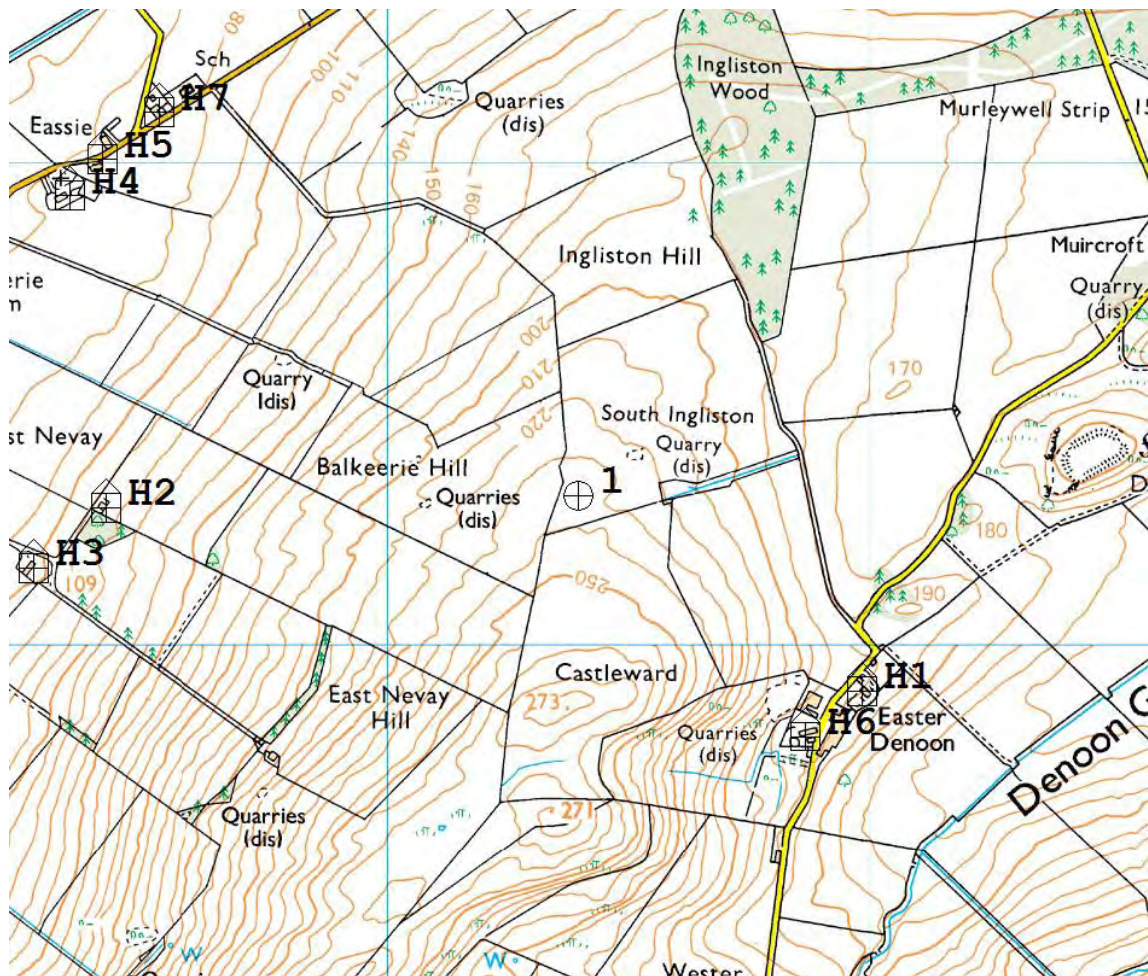 80
Sch
100
110
H7
Eassie
H5
H4
Quarries
(dis)
140
150
160
Ingliston
Wood
Murleywell Strip
Ingliston Hill
Muircroft
Quarry
(dis)
erie
m
200
210
220
170
Quarry
(dis)
South Ingliston
Quarry
(dis)
st Nevay
Balkeerie Hill
Quarries
(dis)
1
H2
H3
109
180
190
250
Castleward
273
East Nevay
Hill
H1
H6
Easter
Denoon
Quarries
(dis)
Denoon G
271
Quarries
(dis)
W
W
Wester